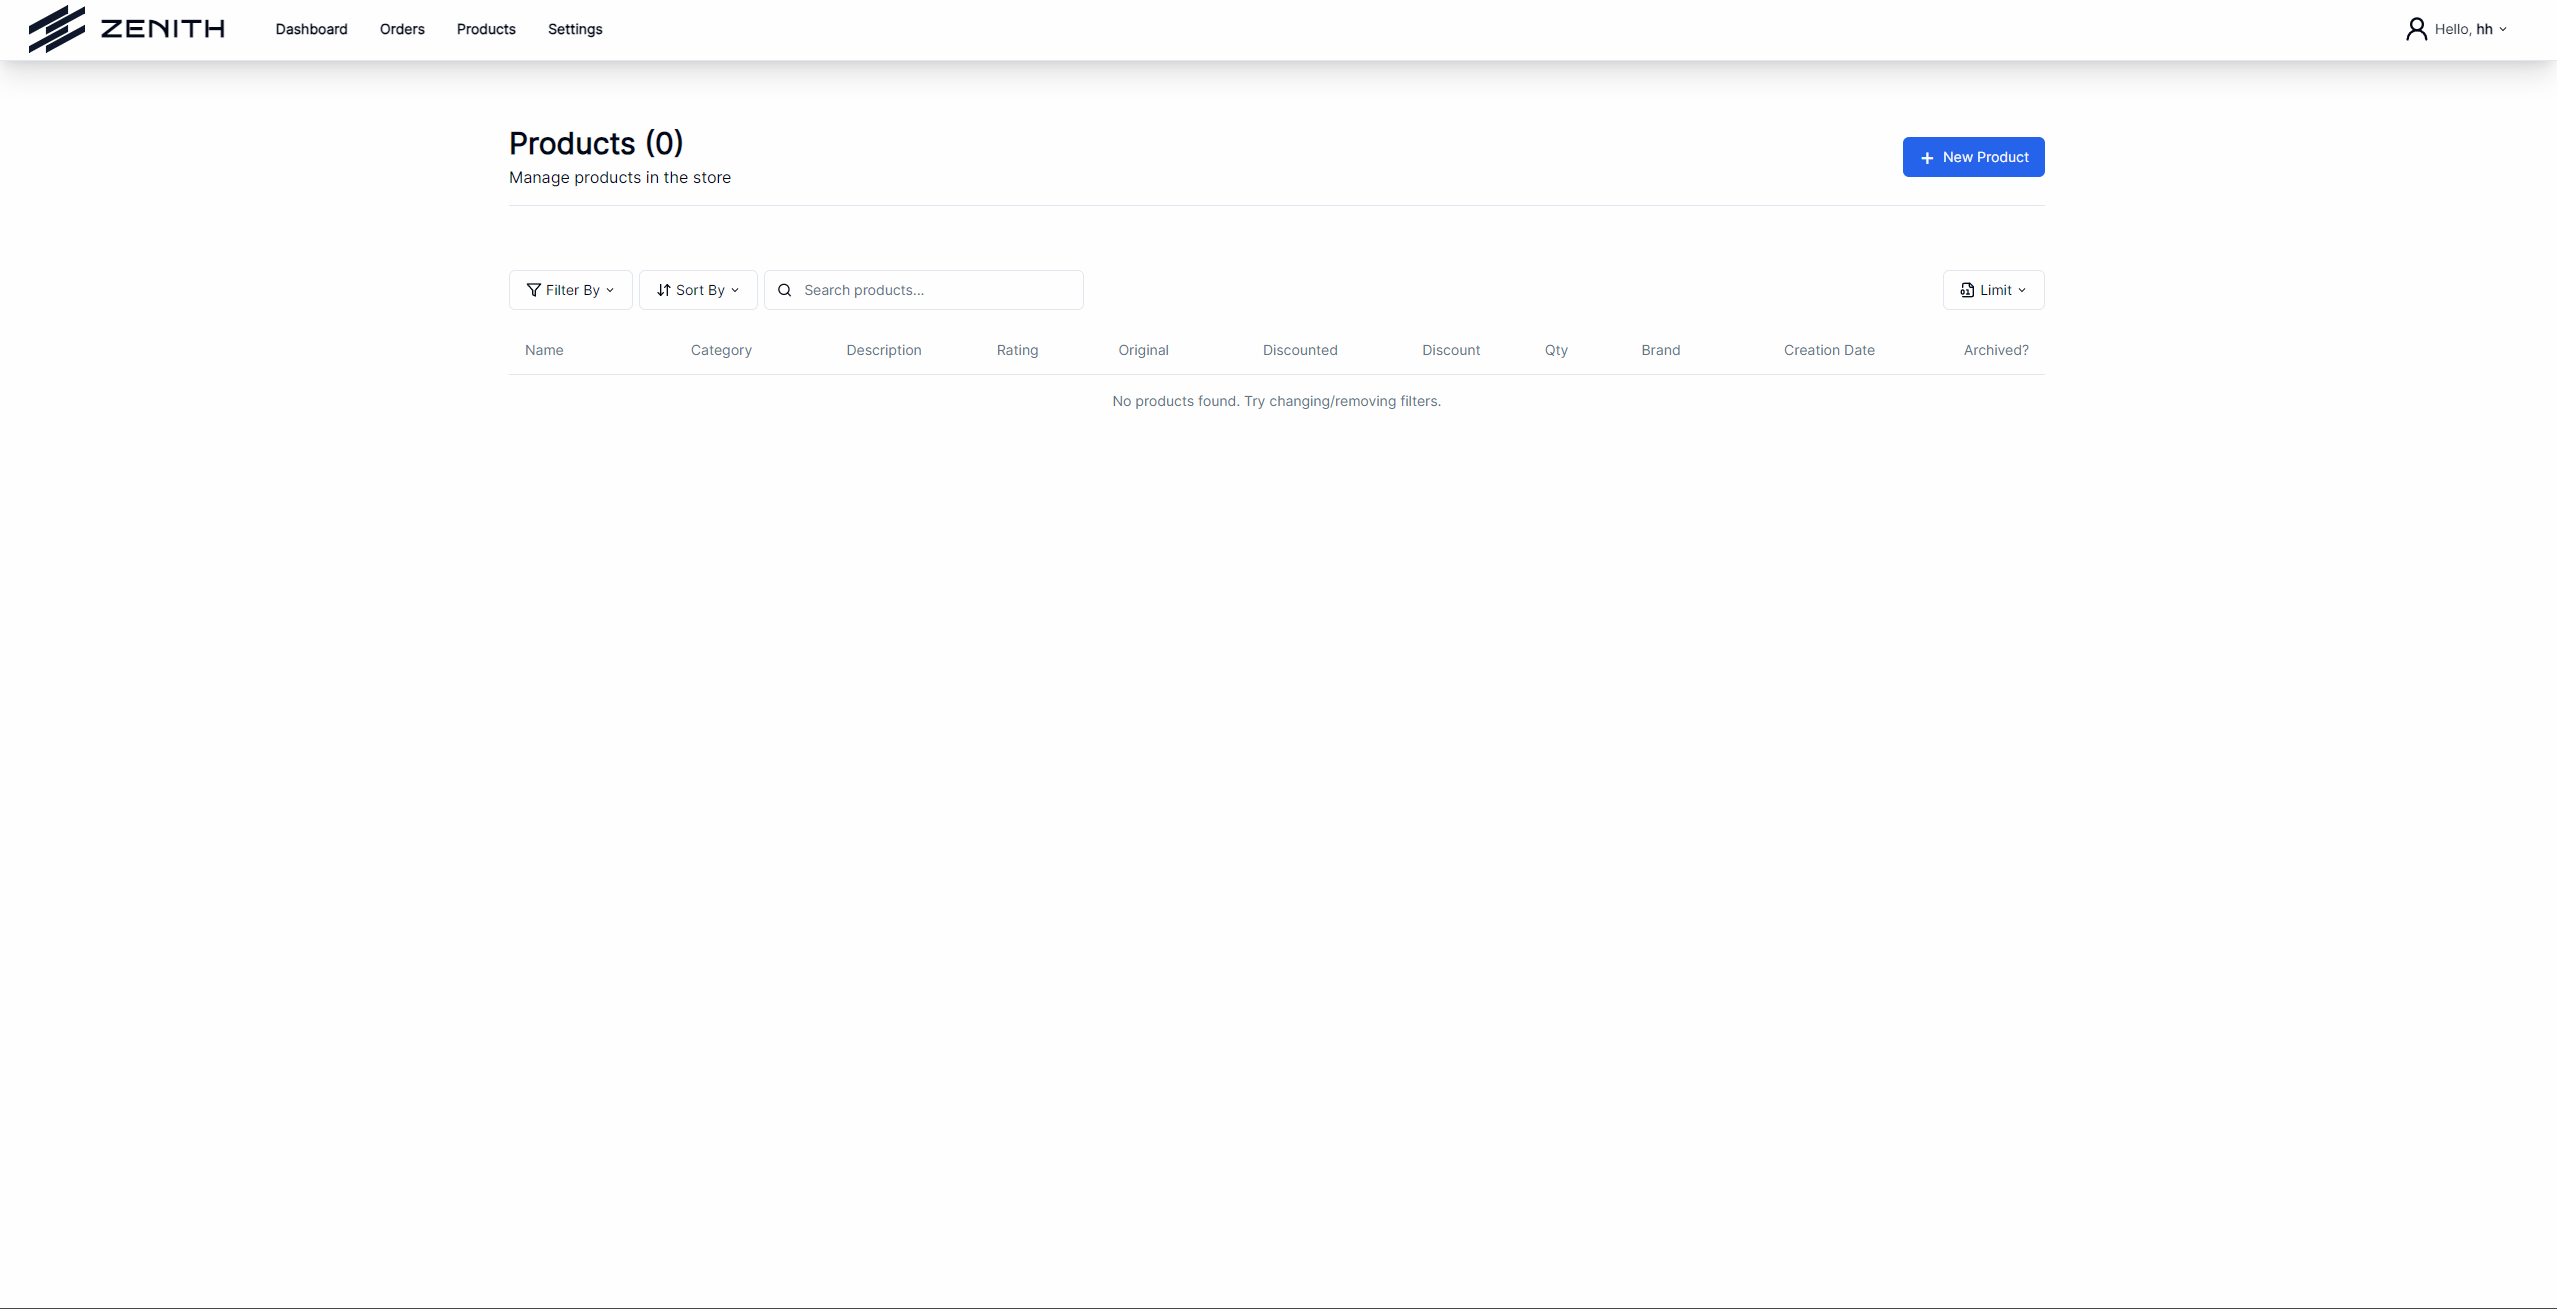 ZENITH Dashboard Orders Products Settings Hello, hh
Products (0)
Manage products in the store
New Product
Filter By Sort By Search products... Limit
Name Category Description Rating Original Discounted Discount Qty Brand Creation Date Archived?
No products found. Try changing/removing filters.